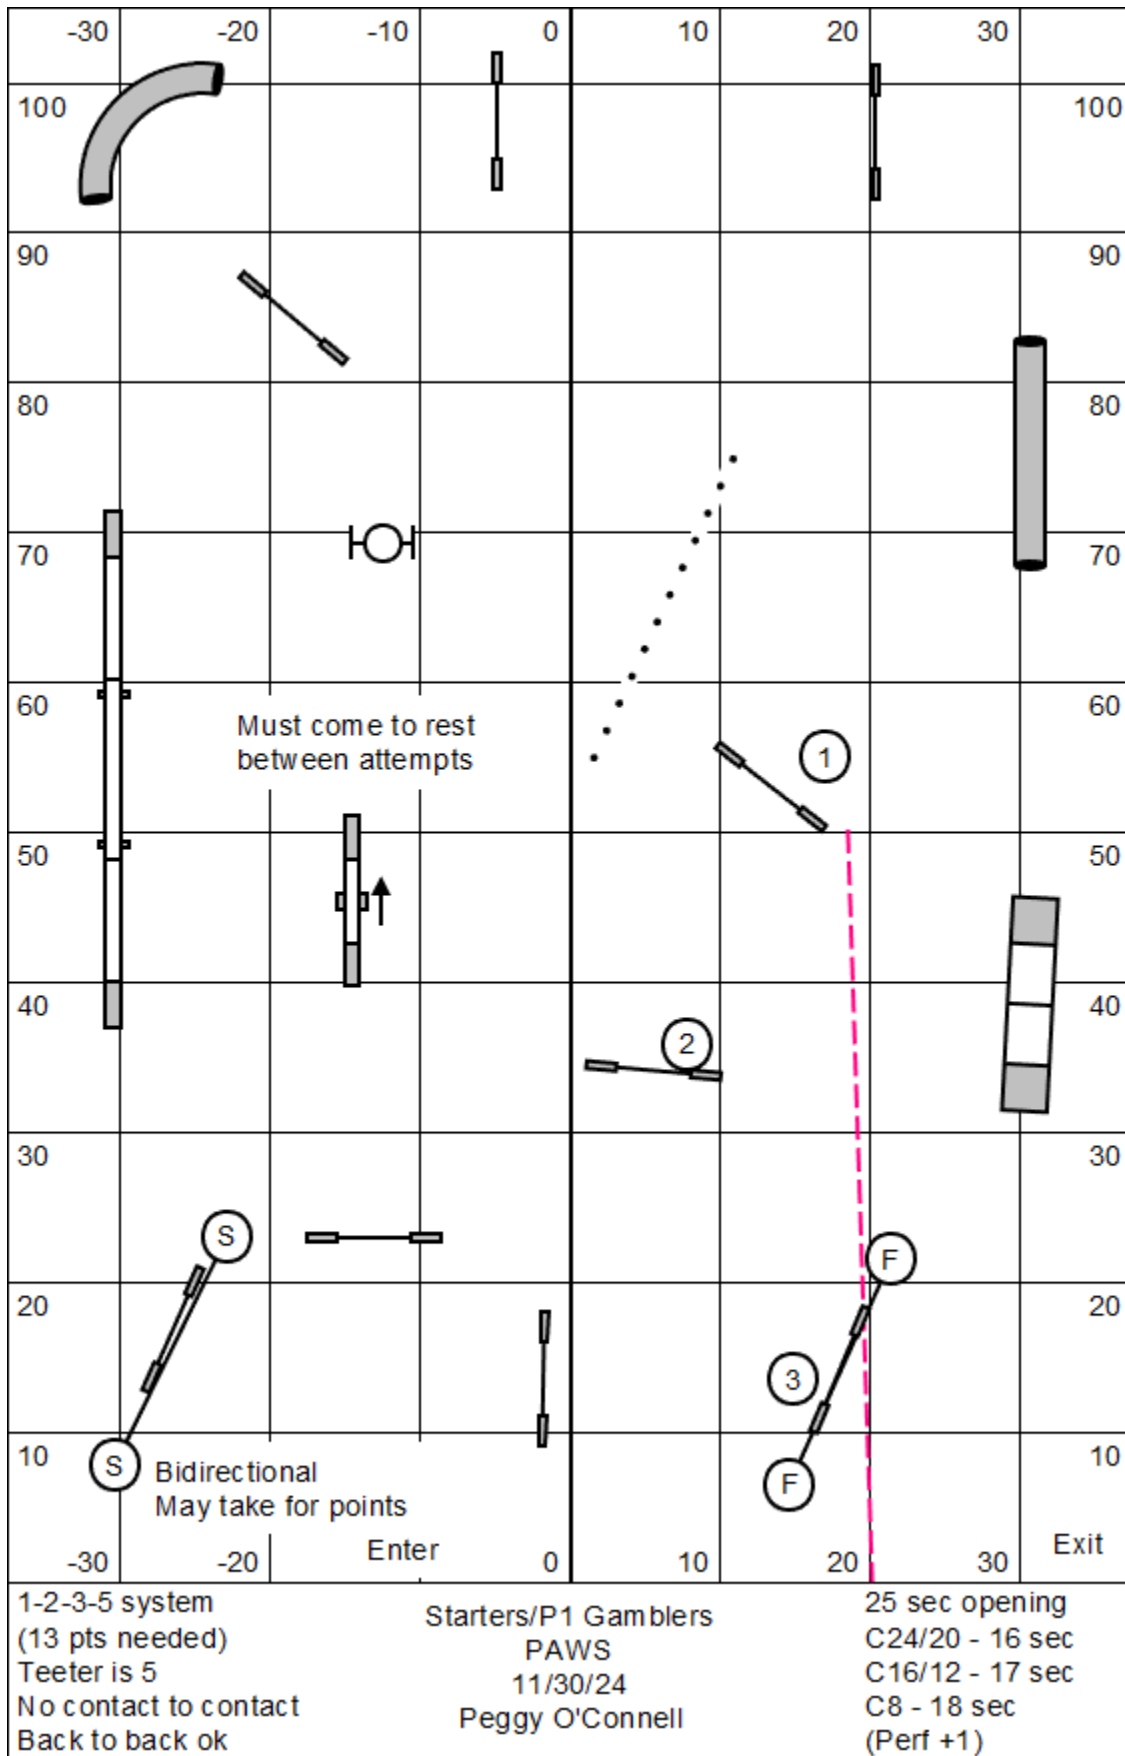 -30 -20 -10 0 10 20 30
100 100
90 90
80 80
70 70
60 60
Must come to rest
between attempts
1
50 50
40 40
2
30 30
S
F
20 20
3
10 10
S
F
Bidirectional
May take for points
Enter
Exit
-30 -20 0 10 20 30
1-2-3-5 system
(13 pts needed)
Teeter is 5
No contact to contact
Back to back ok
Starters/P1 Gamblers
PAWS
11/30/24
Peggy O'Connell
25 sec opening
C24/20 - 16 sec
C16/12 - 17 sec
C8 - 18 sec
(Perf +1)